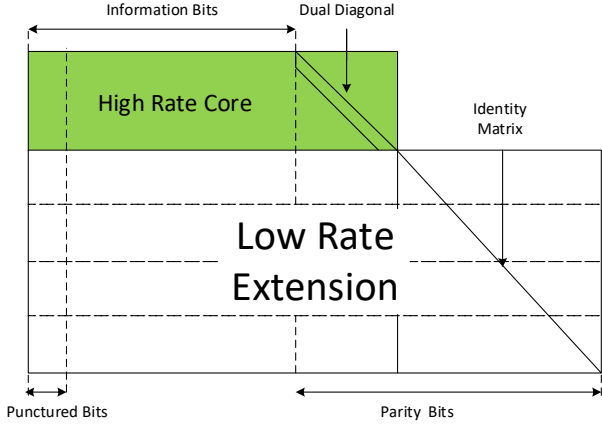 Information Bits
Dual Diagonal
High Rate Core
Identity
Matrix
Low Rate
Extension
Punctured Bits
Parity Bits